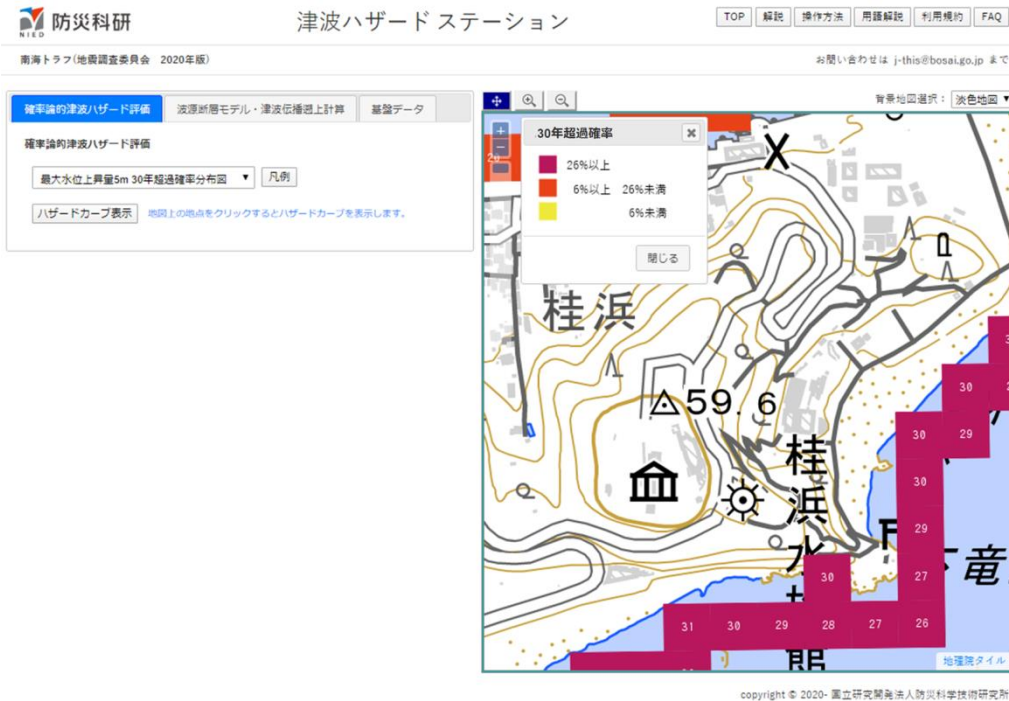 NIED
防災科研
津波ハザード ステーション
TOP 解説 操作方法 用語解説 利用規約 FAQ
南海トラフ(地震調査委員会 2020年版)
お問い合わせは j-this@bosai.go.jp まで
確率論的津波ハザード評価 波源断層モデル・津波伝播遡上計算 基盤データ
背景地図選択： 淡色地図
確率論的津波ハザード評価
最大水位上昇量5m 30年超過確率分布図
凡例
ハザードカーブ表示
地図上の地点をクリックするとハザードカーブを表示します。
30年超過確率
26%以上
6%以上 26%未満
6%未満
閉じる
桂浜
59.6
桂浜水
館
竜
30
30 29
30
29
30 27
31 30 29 28 27 26
地理院タイル
copyright © 2020- 国立研究開発法人防災科学技術研究所